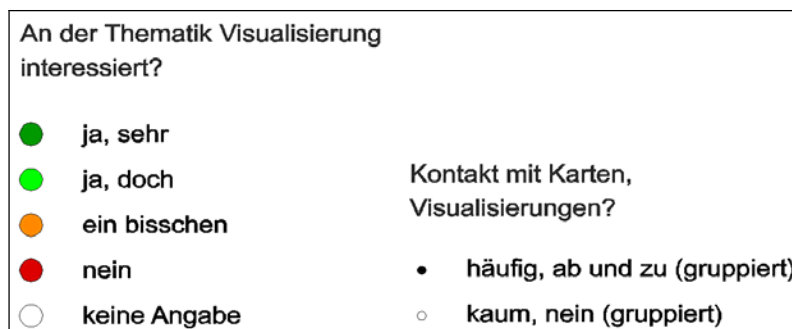 An der Thematik Visualisierung
interessiert?
ja, sehr
ja, doch
ein bisschen
nein
keine Angabe
Kontakt mit Karten,
Visualisierungen?
häufig, ab und zu (gruppiert)
kaum, nein (gruppiert)